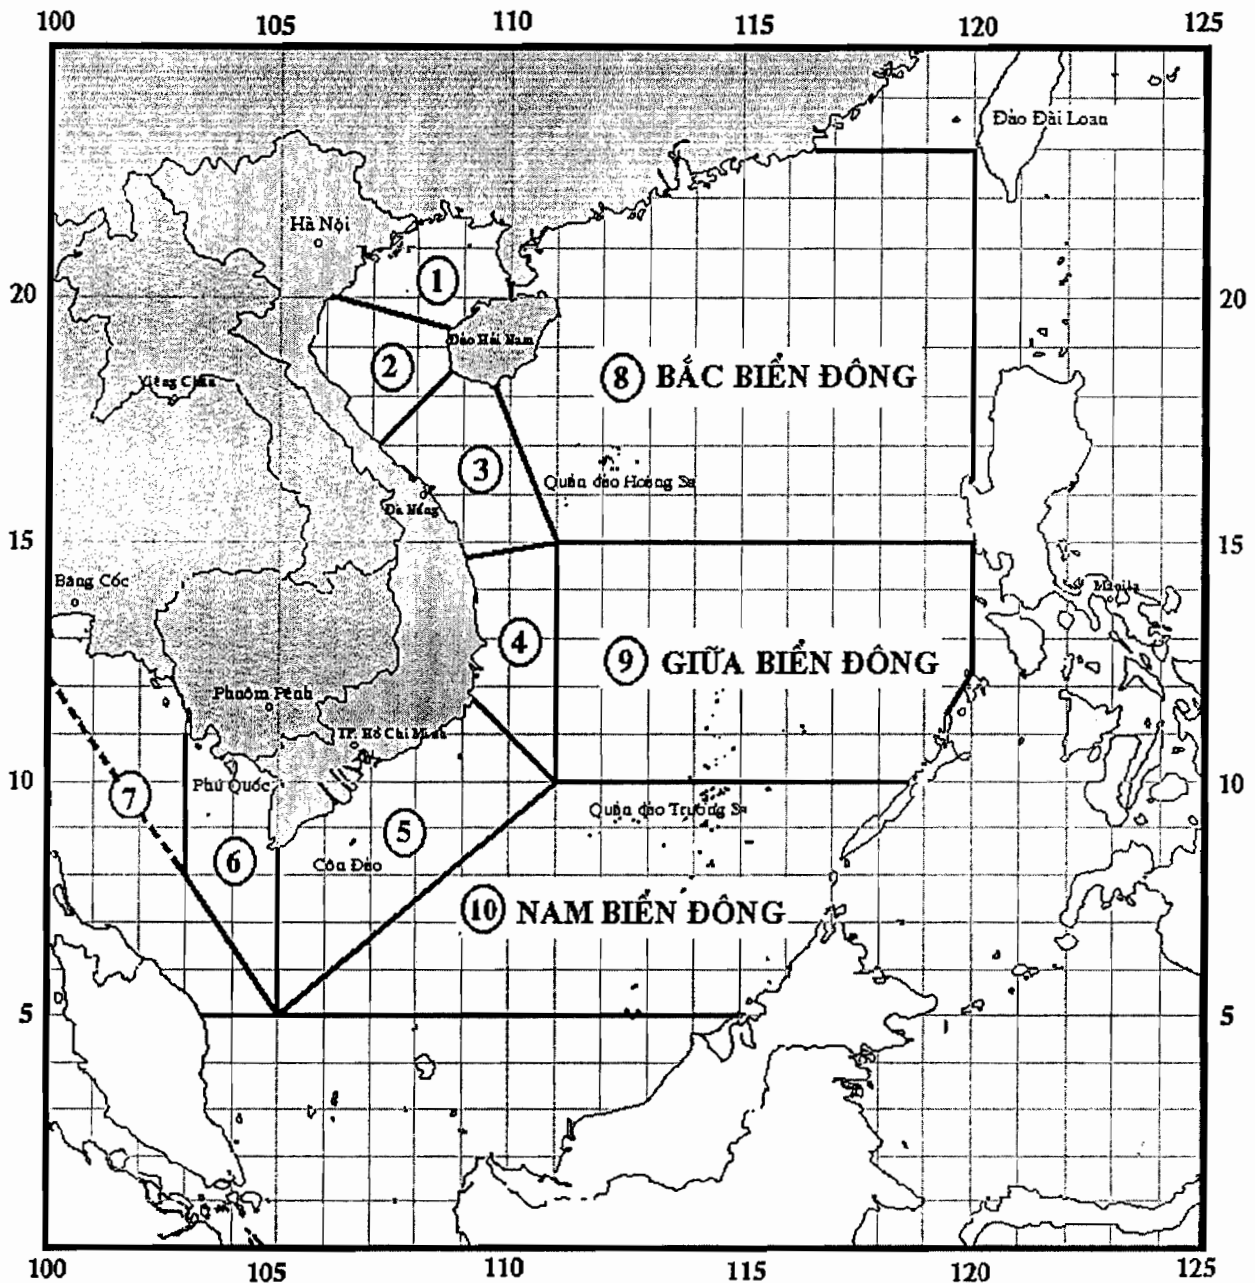 100 105 110 115 120 125
Đảo Đài Loan
Hà Nội
1
20 20
Đảo Hải Nam
2
8 BẮC BIỂN ĐÔNG
Viêng Chăn
3
Quần đảo Hoàng Sa
Đà Nẵng
15 15
Băng Cốc
Manila
4
9 GIỮA BIỂN ĐÔNG
Phnôm Pênh
TP. Hồ Chí Minh
10 10
Phú Quốc
7
Quần đảo Trường Sa
5
6
Côn Đảo
10 NAM BIỂN ĐÔNG
5 5
100 105 110 115 120 125